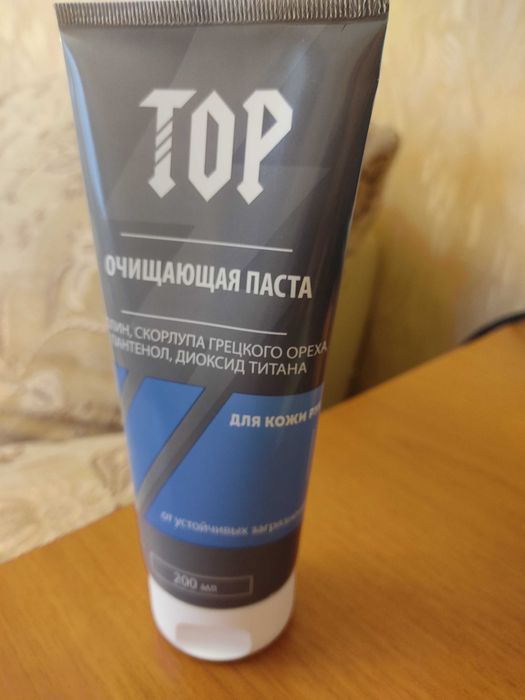 TOP
ОЧИЩАЮЩАЯ ПАСТА
СКОРЛУПА ГРЕЦКОГО ОРЕХА,
ПАНТЕНОЛ, ДИОКСИД ТИТАНА
ДЛЯ КОЖИ
от устойчивых
200 мл